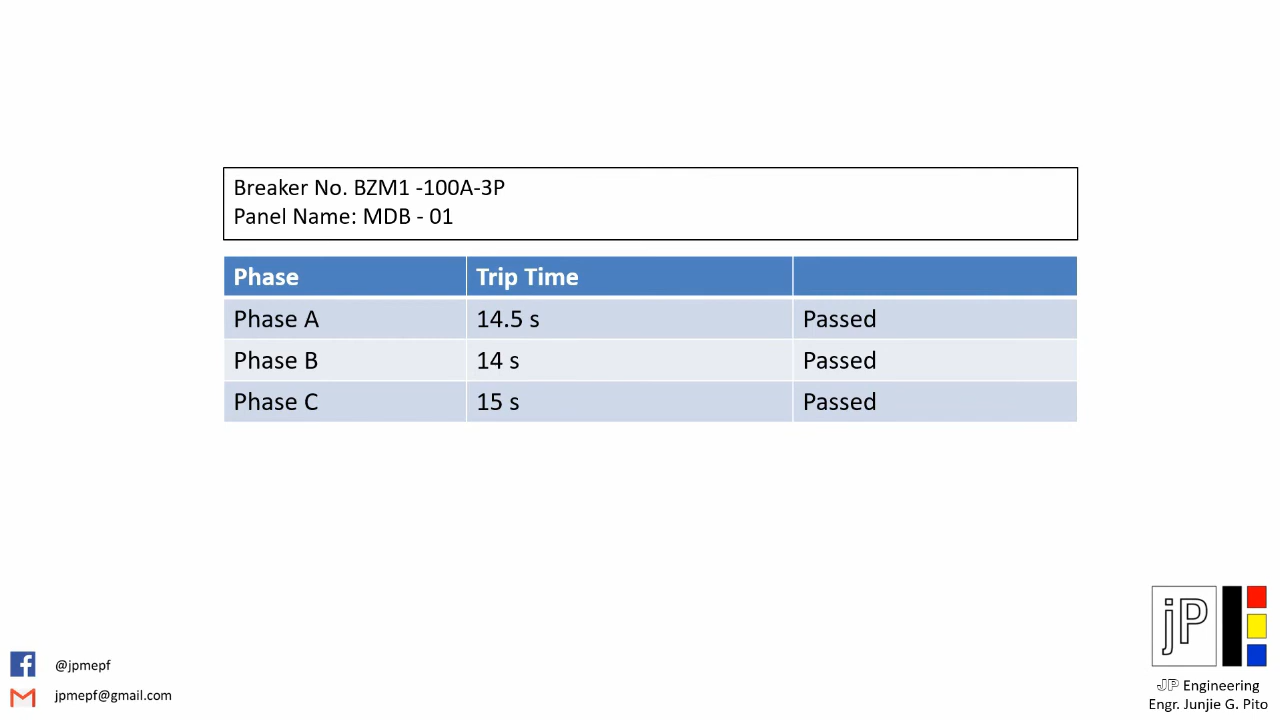 Breaker No. BZM1 -100A-3P
Panel Name: MDB - 01
Phase Trip Time
Phase A 14.5 s Passed
Phase B 14 s Passed
Phase C 15 s Passed
jP
@jpmepf
jpmepf@gmail.com
JP Engineering
Engr. Junjie G. Pito